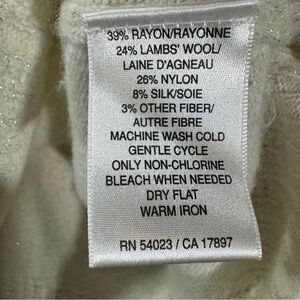 39% RAYON/RAYONNE
24% LAMBS' WOOL/
LAINE D'AGNEAU
26% NYLON
8% SILK/SOIE
3% OTHER FIBER/
AUTRE FIBRE
MACHINE WASH COLD
GENTLE CYCLE
ONLY NON-CHLORINE
BLEACH WHEN NEEDED
DRY FLAT
WARM IRON
RN 54023 / CA 17897